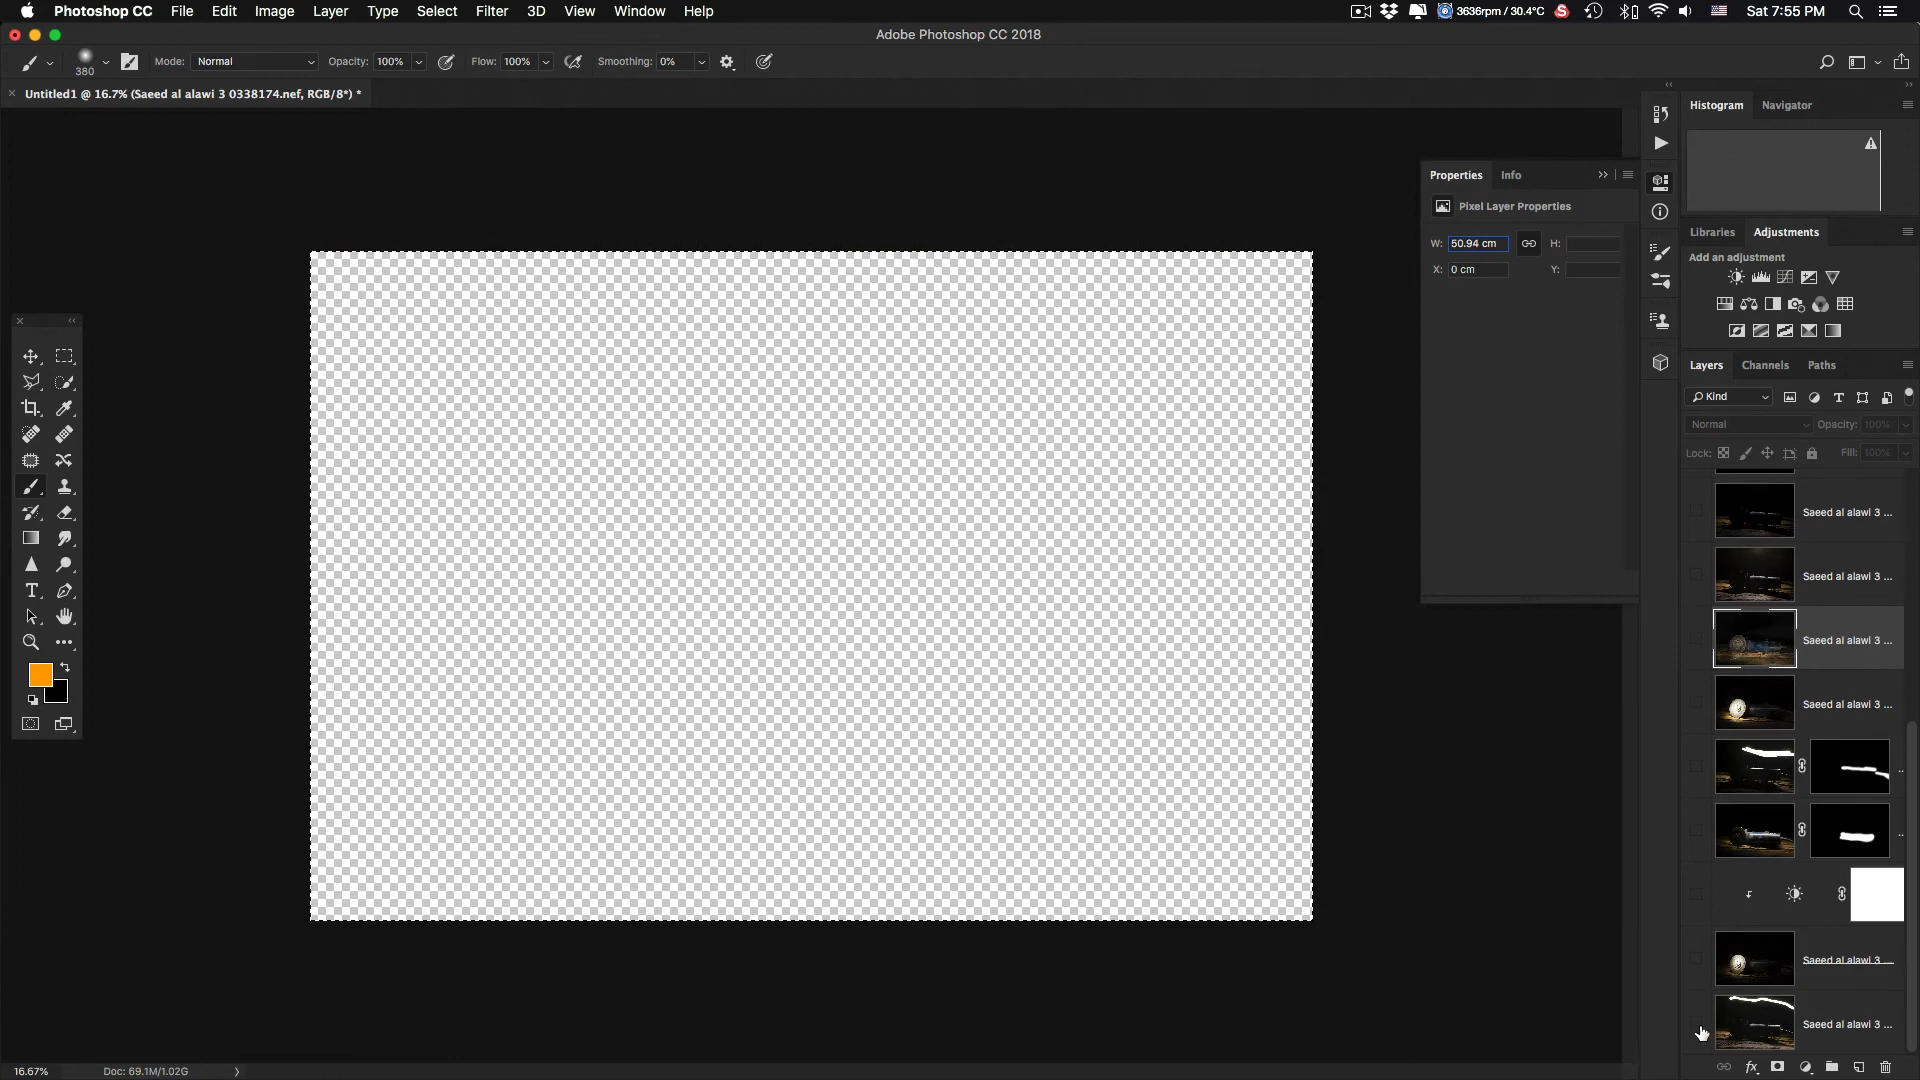 Photoshop CC File Edit Image Layer Type Select Filter 3D View Window Help 3636rpm / 30.4°C Sat 7:55 PM
Adobe Photoshop CC 2018
380 Mode: Normal Opacity: 100% Flow: 100% Smoothing: 0%
Untitled1 @ 16.7% (Saeed al alawi 3 0338174.nef, RGB/8*) *
Histogram Navigator
Properties Info
Pixel Layer Properties
W: 50.94 cm H:
X: 0 cm Y:
Libraries Adjustments
Add an adjustment
Layers Channels Paths
Kind
Normal Opacity: 100%
Lock: Fill: 100%
Saeed al alawi 3 ...
Saeed al alawi 3 ...
Saeed al alawi 3 ...
Saeed al alawi 3 ...
...
...
Saeed al alawi 3 ...
Saeed al alawi 3 ...
16.67% Doc: 69.1M/1.02G